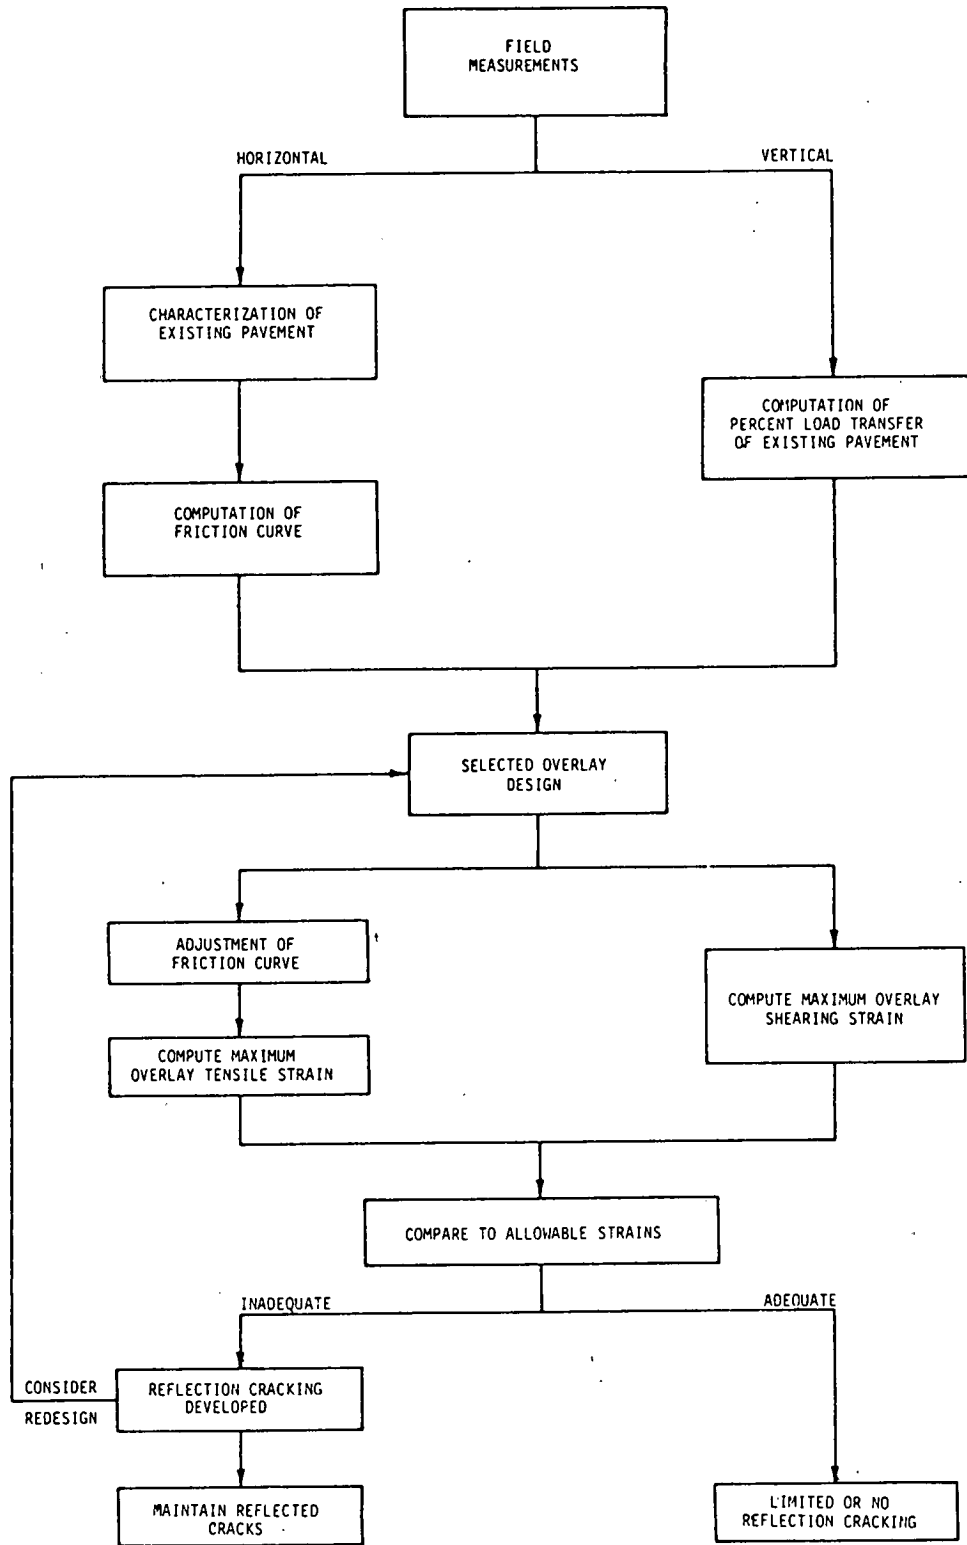 FIELD
MEASUREMENTS
HORIZONTAL
VERTICAL
CHARACTERIZATION OF
EXISTING PAVEMENT
COMPUTATION OF
PERCENT LOAD TRANSFER
OF EXISTING PAVEMENT
COMPUTATION OF
FRICTION CURVE
SELECTED OVERLAY
DESIGN
ADJUSTMENT OF
FRICTION CURVE
COMPUTE MAXIMUM OVERLAY
SHEARING STRAIN
COMPUTE MAXIMUM
OVERLAY TENSILE STRAIN
COMPARE TO ALLOWABLE STRAINS
INADEQUATE
ADEQUATE
CONSIDER
REDESIGN
REFLECTION CRACKING
DEVELOPED
MAINTAIN REFLECTED
CRACKS
LIMITED OR NO
REFLECTION CRACKING